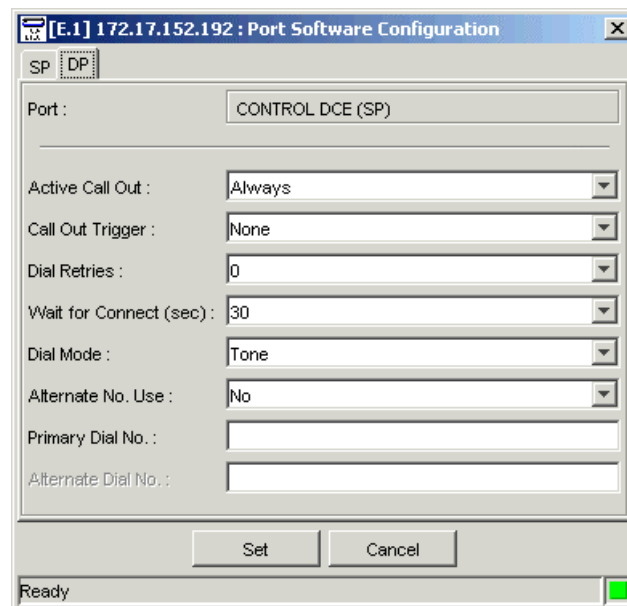 [E.1] 172.17.152.192 : Port Software Configuration
SP DP
Port : CONTROL DCE (SP)
Active Call Out : Always
Call Out Trigger : None
Dial Retries : 0
Wait for Connect (sec) : 30
Dial Mode : Tone
Alternate No. Use : No
Primary Dial No. :
Alternate Dial No. :
Set Cancel
Ready